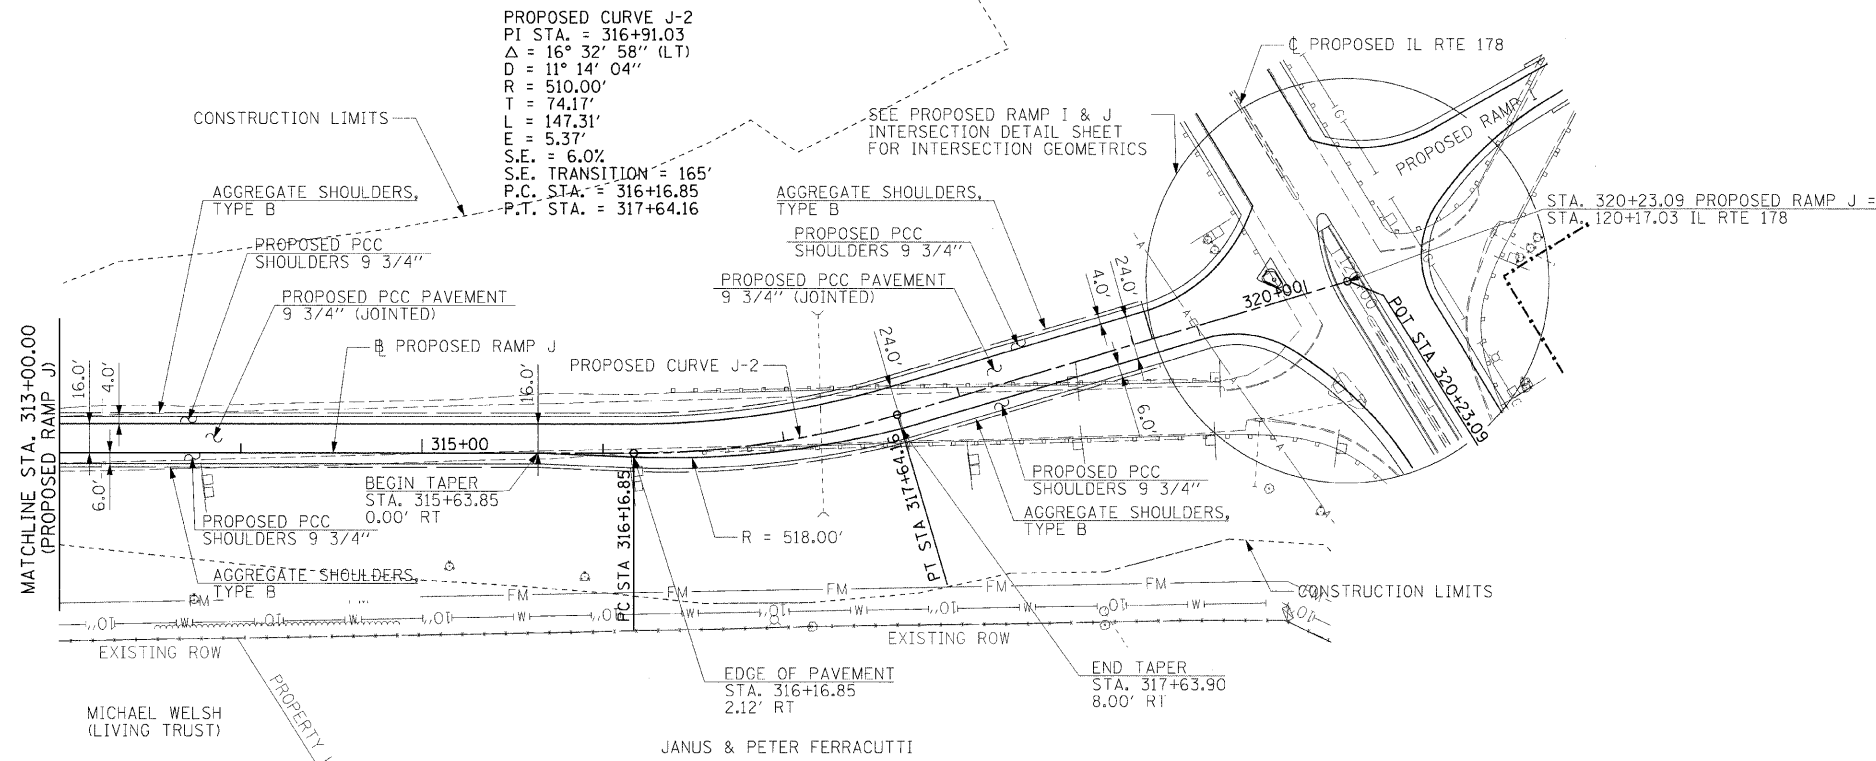 PROPOSED CURVE J-2
PI STA. = 316+91.03
Δ = 16° 32' 58" (LT)
D = 11° 14' 04"
R = 510.00'
T = 74.17'
L = 147.31'
E = 5.37'
S.E. = 6.0%
S.E. TRANSITION = 165'
P.C. STA. = 316+16.85
P.T. STA. = 317+64.16
CONSTRUCTION LIMITS
℄ PROPOSED IL RTE 178
SEE PROPOSED RAMP I & J
INTERSECTION DETAIL SHEET
FOR INTERSECTION GEOMETRICS
PROPOSED RAMP I
STA. 320+23.09 PROPOSED RAMP J =
STA. 120+17.03 IL RTE 178
AGGREGATE SHOULDERS,
TYPE B
PROPOSED PCC
SHOULDERS 9 3/4"
PROPOSED PCC PAVEMENT
9 3/4" (JOINTED)
AGGREGATE SHOULDERS,
TYPE B
PROPOSED PCC
SHOULDERS 9 3/4"
PROPOSED PCC PAVEMENT
9 3/4" (JOINTED)
4.0'
24.0'
24.0'
6.0'
320+00
POT STA 320+23.09
MATCHLINE STA. 313+00.00
(PROPOSED RAMP J)
16.0'
4.0'
6.0'
PROPOSED RAMP J
PROPOSED CURVE J-2
16.0'
315+00
BEGIN TAPER
STA. 315+63.85
0.00' RT
PC STA 316+16.85
R = 518.00'
PT STA 317+64.16
PROPOSED PCC
SHOULDERS 9 3/4"
AGGREGATE SHOULDERS,
TYPE B
PROPOSED PCC
SHOULDERS 9 3/4"
AGGREGATE SHOULDERS,
TYPE B
CONSTRUCTION LIMITS
FM
FM
FM
FM
FM
FM
W
W
W
W
W
W
W
EXISTING ROW
EXISTING ROW
EDGE OF PAVEMENT
STA. 316+16.85
2.12' RT
END TAPER
STA. 317+63.90
8.00' RT
PROPERTY
MICHAEL WELSH
(LIVING TRUST)
JANUS & PETER FERRACUTTI